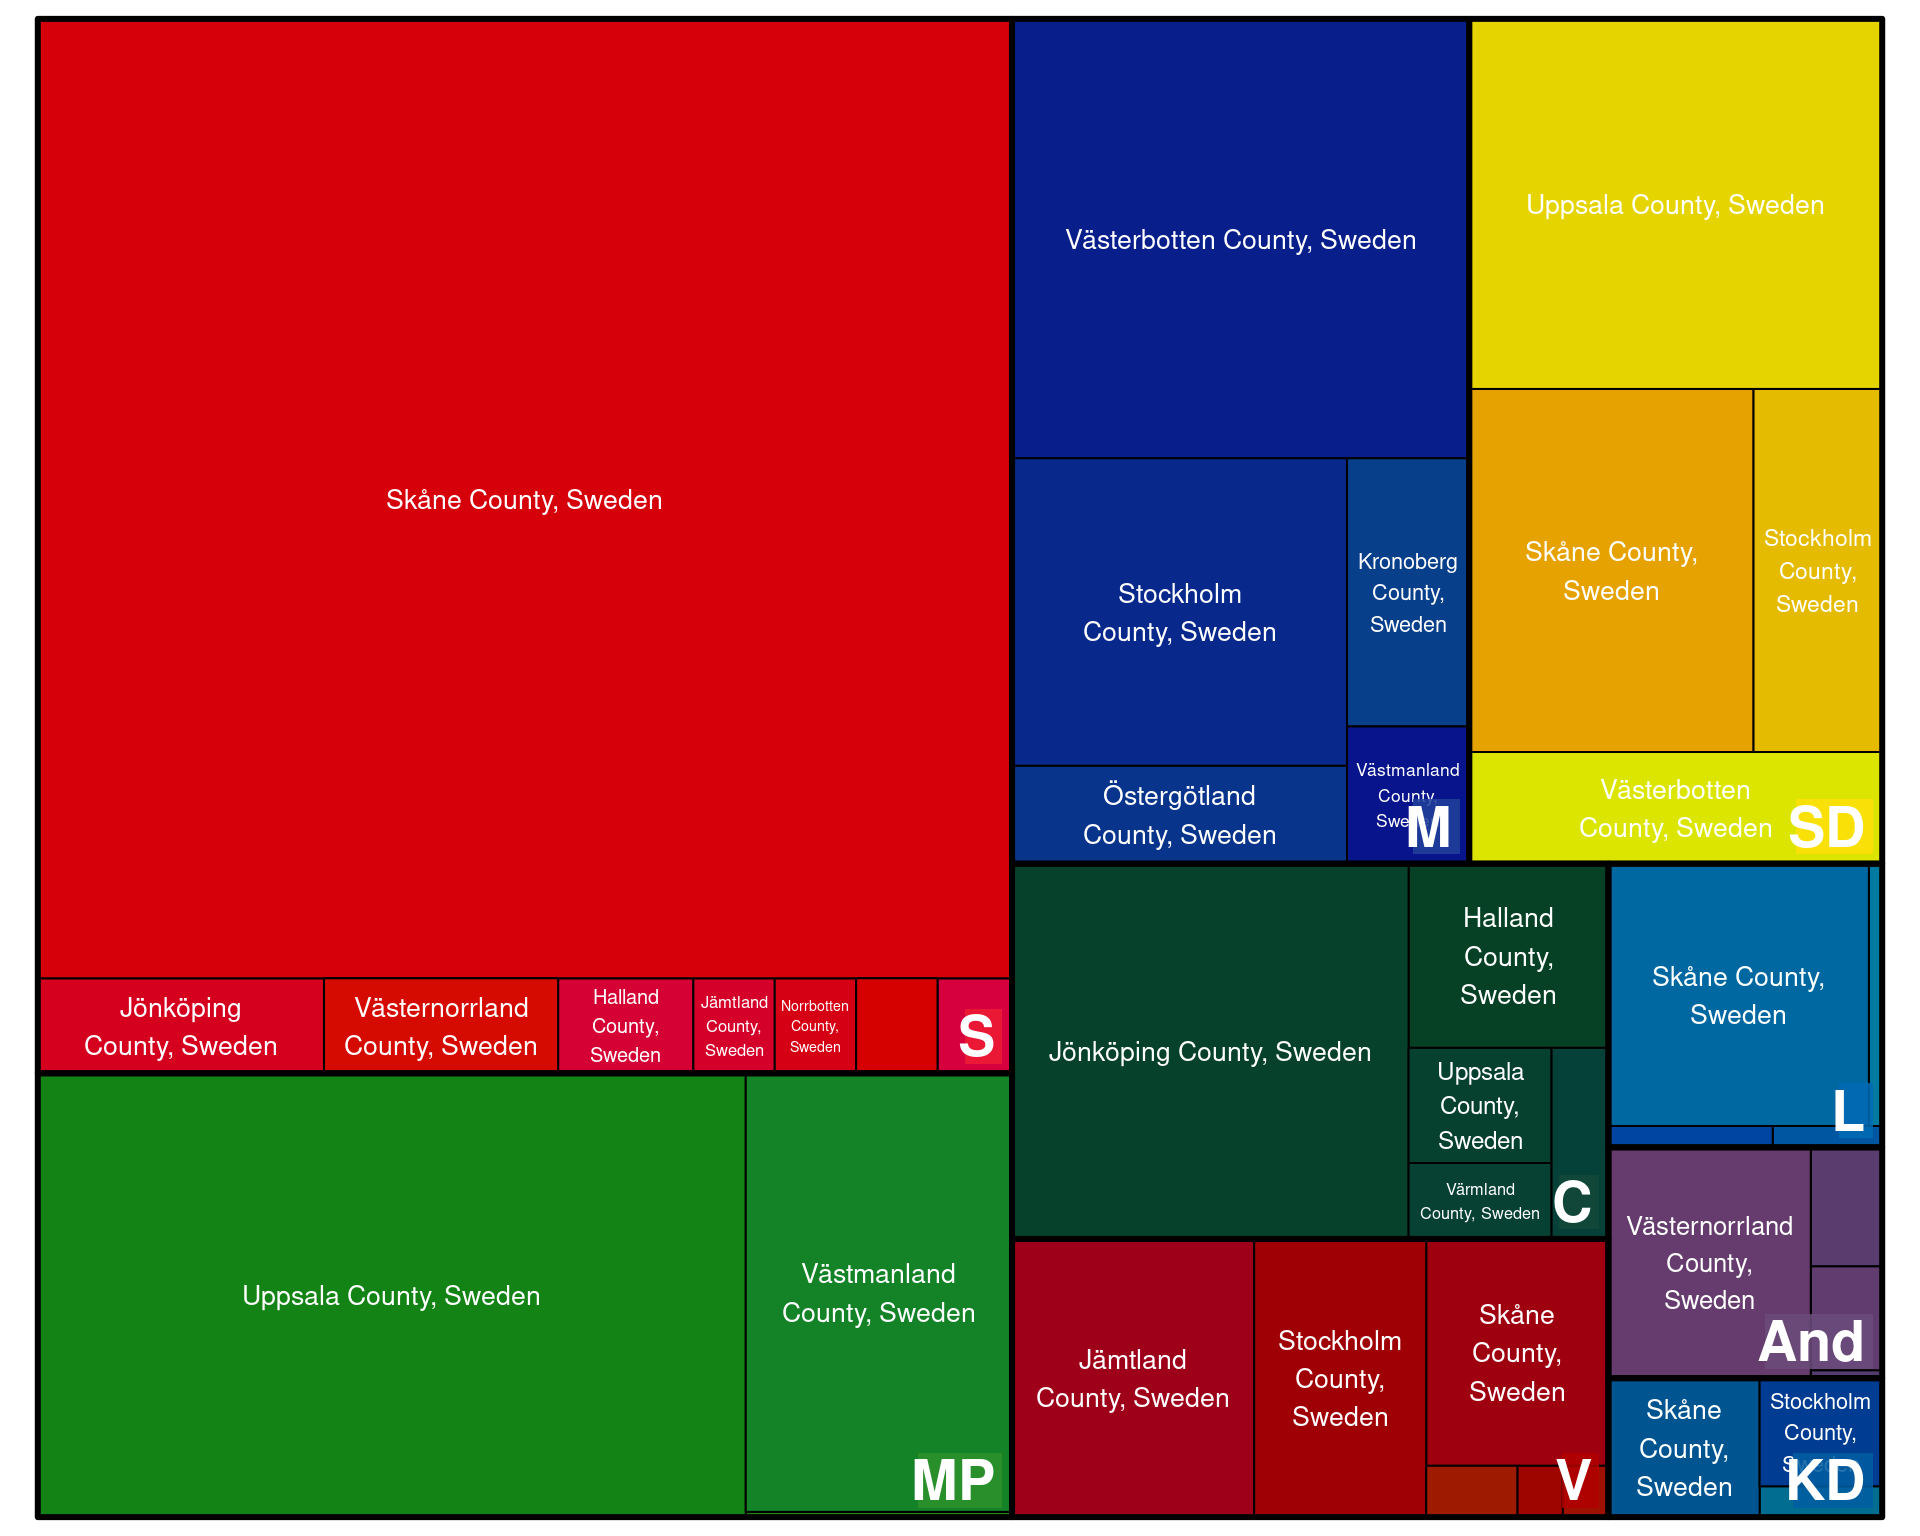 Skåne County, Sweden
Jönköping
County, Sweden
Västernorrland
County, Sweden
Halland
County,
Sweden
Jämtland
County,
Sweden
Norrbotten
County,
Sweden
S
Uppsala County, Sweden
Västmanland
County, Sweden
MP
Västerbotten County, Sweden
Stockholm
County, Sweden
Kronoberg
County,
Sweden
Östergötland
County, Sweden
Västmanland
County,
M
Uppsala County, Sweden
Skåne County,
Sweden
Stockholm
County,
Sweden
Västerbotten
County, Sweden
SD
Jönköping County, Sweden
Halland
County,
Sweden
Uppsala
County,
Sweden
Värmland
County, Sweden
C
Skåne County,
Sweden
L
Västernorrland
County,
Sweden
And
Jämtland
County, Sweden
Stockholm
County,
Sweden
Skåne
County,
Sweden
V
Skåne
County,
Sweden
Stockholm
County,
KD